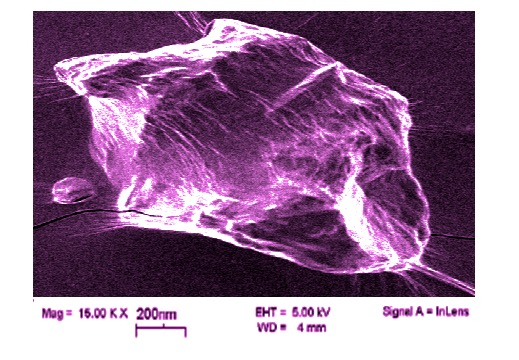 Mag = 15.00 K X 200nm EHT = 5.00 kV Signal A = InLens
WD = 4 mm